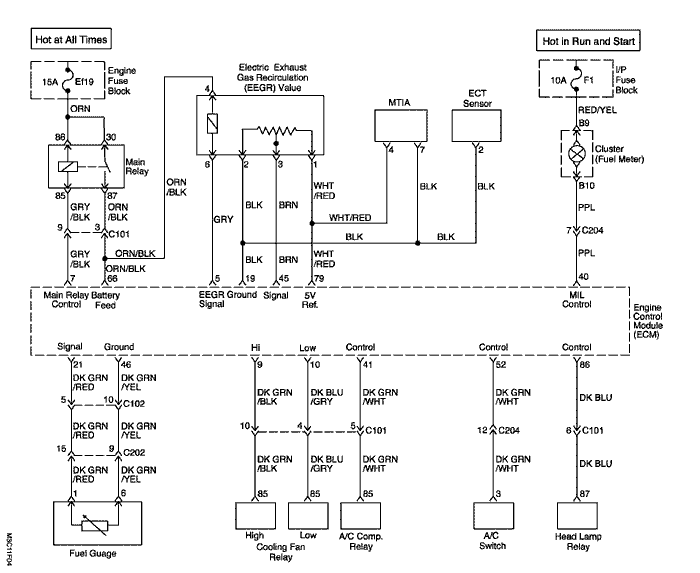 Hot at All Times
Hot in Run and Start
15A Ef19
Engine
Fuse
Block
Electric Exhaust
Gas Recirculation
(EEGR) Value
MTIA
ECT
Sensor
10A F1
I/P
Fuse
Block
ORN
RED/YEL
86 30
4
B9
Main
Relay
Cluster
(Fuel Meter)
85 87
6 2 3 1
4 7 2
B10
GRY
/BLK
ORN
/BLK
ORN
/BLK
GRY
BLK
BRN
WHT
/RED
WHT/RED
BLK
BLK
PPL
9 3 C101
7 C204
GRY
/BLK
ORN/BLK
ORN/BLK
BLK
BRN
WHT
/RED
BLK
BLK
PPL
7 66 5 19 45 79 40
Main Relay
Control
Battery
Feed
EEGR
Signal
Ground
Signal
5V
Ref.
MIL
Control
Engine
Control
Module
(ECM)
Signal Ground Hi Low Control Control Control
21 46 9 10 41 52 86
DK GRN
/RED
DK GRN
/YEL
DK GRN
/BLK
DK BLU
/GRY
DK GRN
/WHT
DK GRN
/WHT
DK BLU
5 10 C102
DK GRN
/RED
DK GRN
/YEL
10 4 5 C101
12 C204
6 C101
15 9 C202
DK GRN
/RED
DK GRN
/YEL
DK GRN
/BLK
DK BLU
/GRY
DK GRN
/WHT
DK GRN
/WHT
DK BLU
1 6 85 85 85 3 87
Fuel Guage
High Low
Cooling Fan
Relay
A/C Comp.
Relay
A/C
Switch
Head Lamp
Relay
M3C11F04